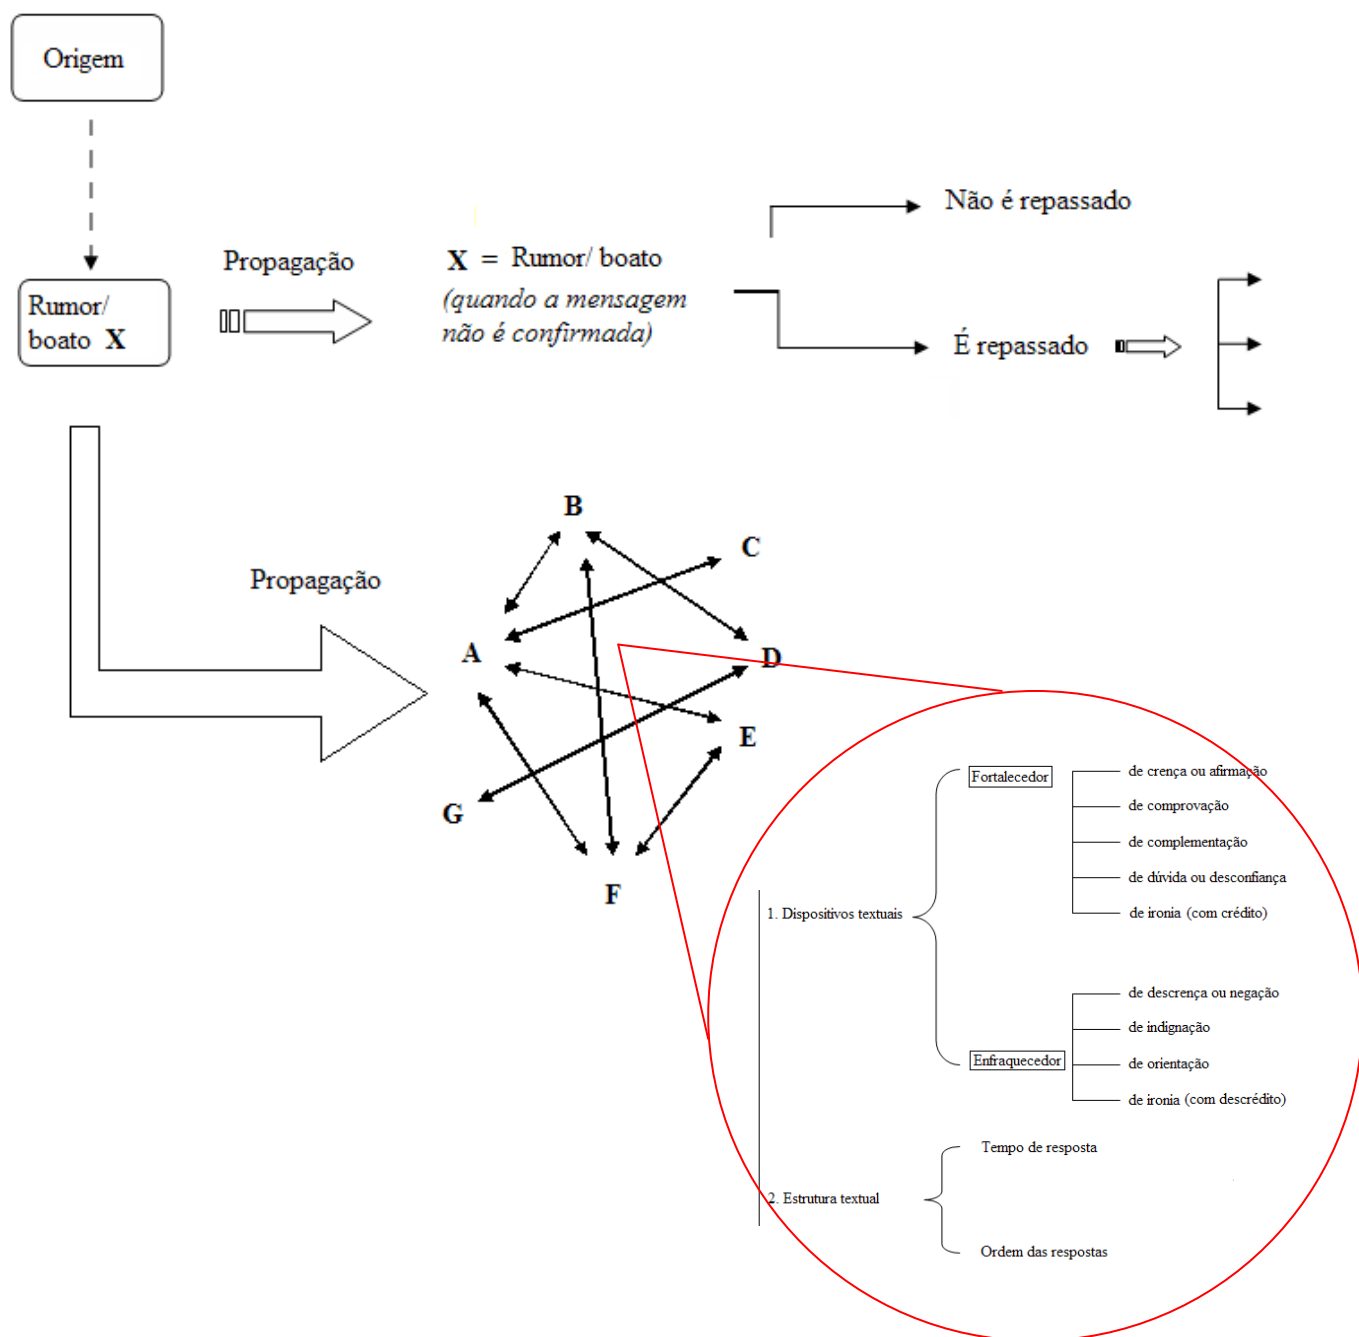 Origem
Não é repassado
Propagação
X = Rumor/ boato
(quando a mensagem
não é confirmada)
Rumor/
boato X
É repassado
B
C
Propagação
A
D
E
G
F
Fortalecedor
de crença ou afirmação
de comprovação
de complementação
de dúvida ou desconfiança
1. Dispositivos textuais
de ironia (com crédito)
de descrença ou negação
de indignação
Enfraquecedor
de orientação
de ironia (com descrédito)
Tempo de resposta
2. Estrutura textual
Ordem das respostas